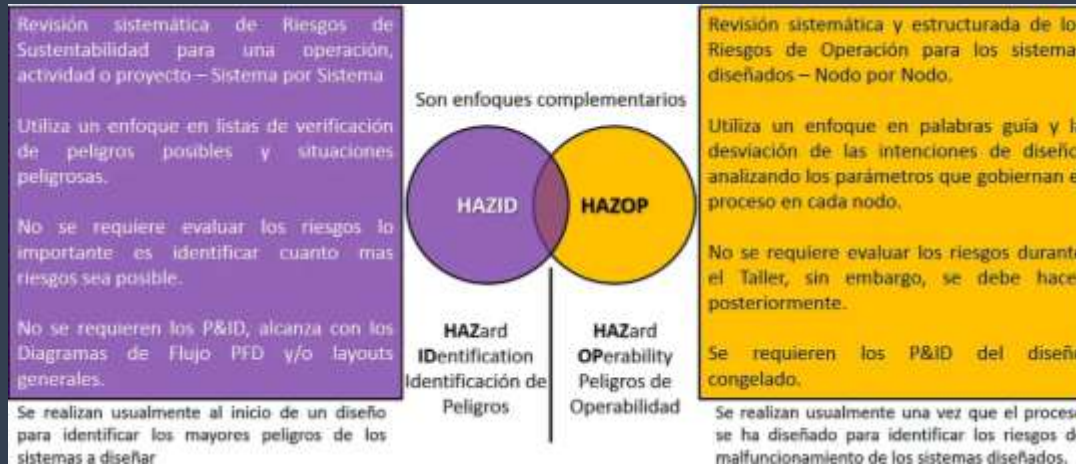 Revisión sistemática de Riesgos de
Sustentabilidad para una operación,
actividad o proyecto – Sistema por Sistema
Utiliza un enfoque en listas de verificación
de peligros posibles y situaciones
peligrosas.
No se requiere evaluar los riesgos lo
importante es identificar cuanto mas
riesgos sea posible.
No se requieren los P&ID, alcanza con los
Diagramas de Flujo PFD y/o layouts
generales.
Se realizan usualmente al inicio de un diseño
para identificar los mayores peligros de los
sistemas a diseñar
Son enfoques complementarios
HAZID
HAZOP
HAZard
IDentification
Identificación de
Peligros
HAZard
OPerability
Peligros de
Operabilidad
Revisión sistemática y estructurada de lo
Riesgos de Operación para los sistema
diseñados – Nodo por Nodo.
Utiliza un enfoque en palabras guía y la
desviación de las intenciones de diseño
analizando los parámetros que gobiernan e
proceso en cada nodo.
No se requiere evaluar los riesgos durante
el Taller, sin embargo, se debe hace
posteriormente.
Se requieren los P&ID del diseño
congelado.
Se realizan usualmente una vez que el proceso
se ha diseñado para identificar los riesgos de
malfuncionamiento de los sistemas diseñados.